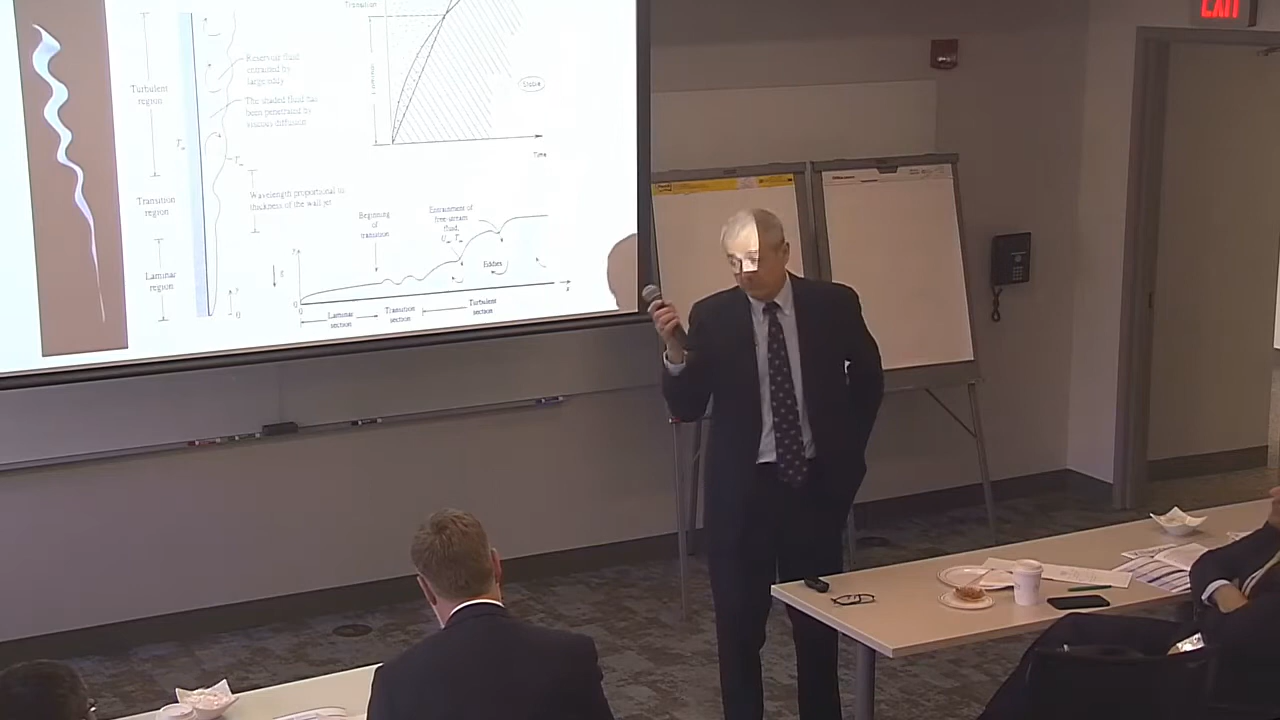 EXIT
Transition
Turbulent
region
Reservoir fluid
entrained by
large eddy
The shaded fluid has
been penetrated by
viscous diffusion
Stable
Time
T∞
T∞
Transition
region
Wavelength proportional to
thickness of the wall jet
Laminar
region
Beginning
of
transition
Entrainment of
free-stream
fluid,
U∞, T∞
Eddies
y
x
0
0
Laminar
section
Transition
section
Turbulent
section